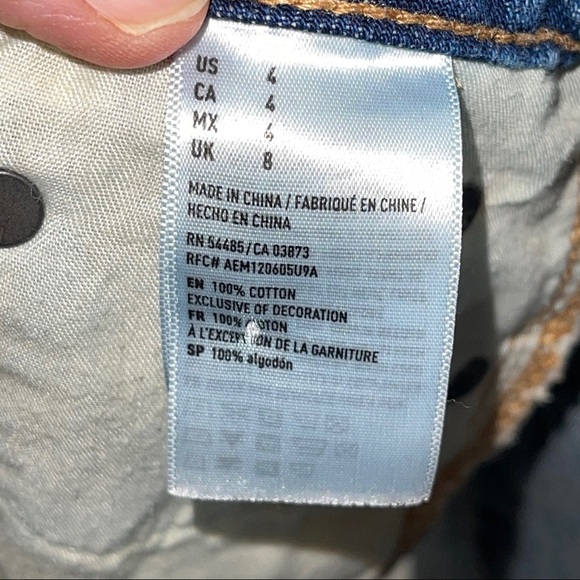 US 4
CA 4
MX 4
UK 8
MADE IN CHINA / FABRIQUÉ EN CHINE /
HECHO EN CHINA
RN 54485/CA 03873
RFC# AEM120605U9A
EN 100% COTTON
EXCLUSIVE OF DECORATION
FR 100% COTON
À L'EXCEPTION DE LA GARNITURE
SP 100% algodón